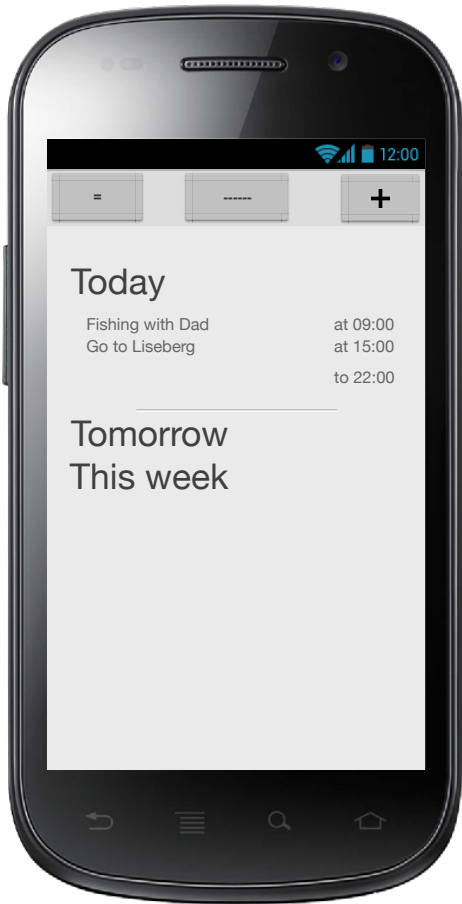 12:00
= ------ +
Today
Fishing with Dad at 09:00
Go to Liseberg at 15:00
to 22:00
Tomorrow
This week